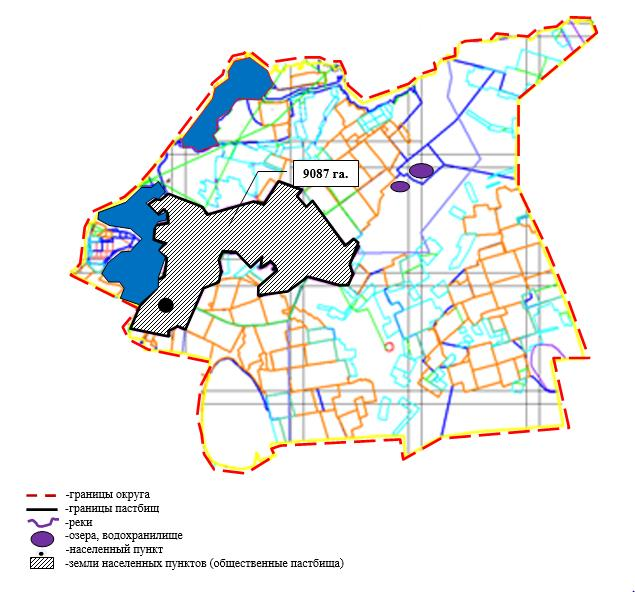 9087 га.
-границы округа
-границы пастбищ
-реки
-озера, водохранилище
-населенный пункт
-земли населенных пунктов (общественные пастбища)
.